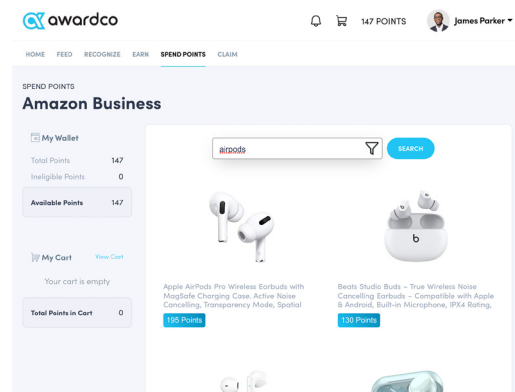 awardco
147 POINTS
James Parker
HOME FEED RECOGNIZE EARN SPEND POINTS CLAIM
SPEND POINTS
Amazon Business
My Wallet
Total Points 147
Ineligible Points 0
Available Points 147
My Cart View Cart
Your cart is empty
Total Points in Cart 0
airpods
SEARCH
Apple AirPods Pro Wireless Earbuds with
MagSafe Charging Case. Active Noise
Cancelling, Transparency Mode, Spatial
195 Points
b
Beats Studio Buds – True Wireless Noise
Cancelling Earbuds – Compatible with Apple
& Android, Built-in Microphone, IPX4 Rating,
130 Points